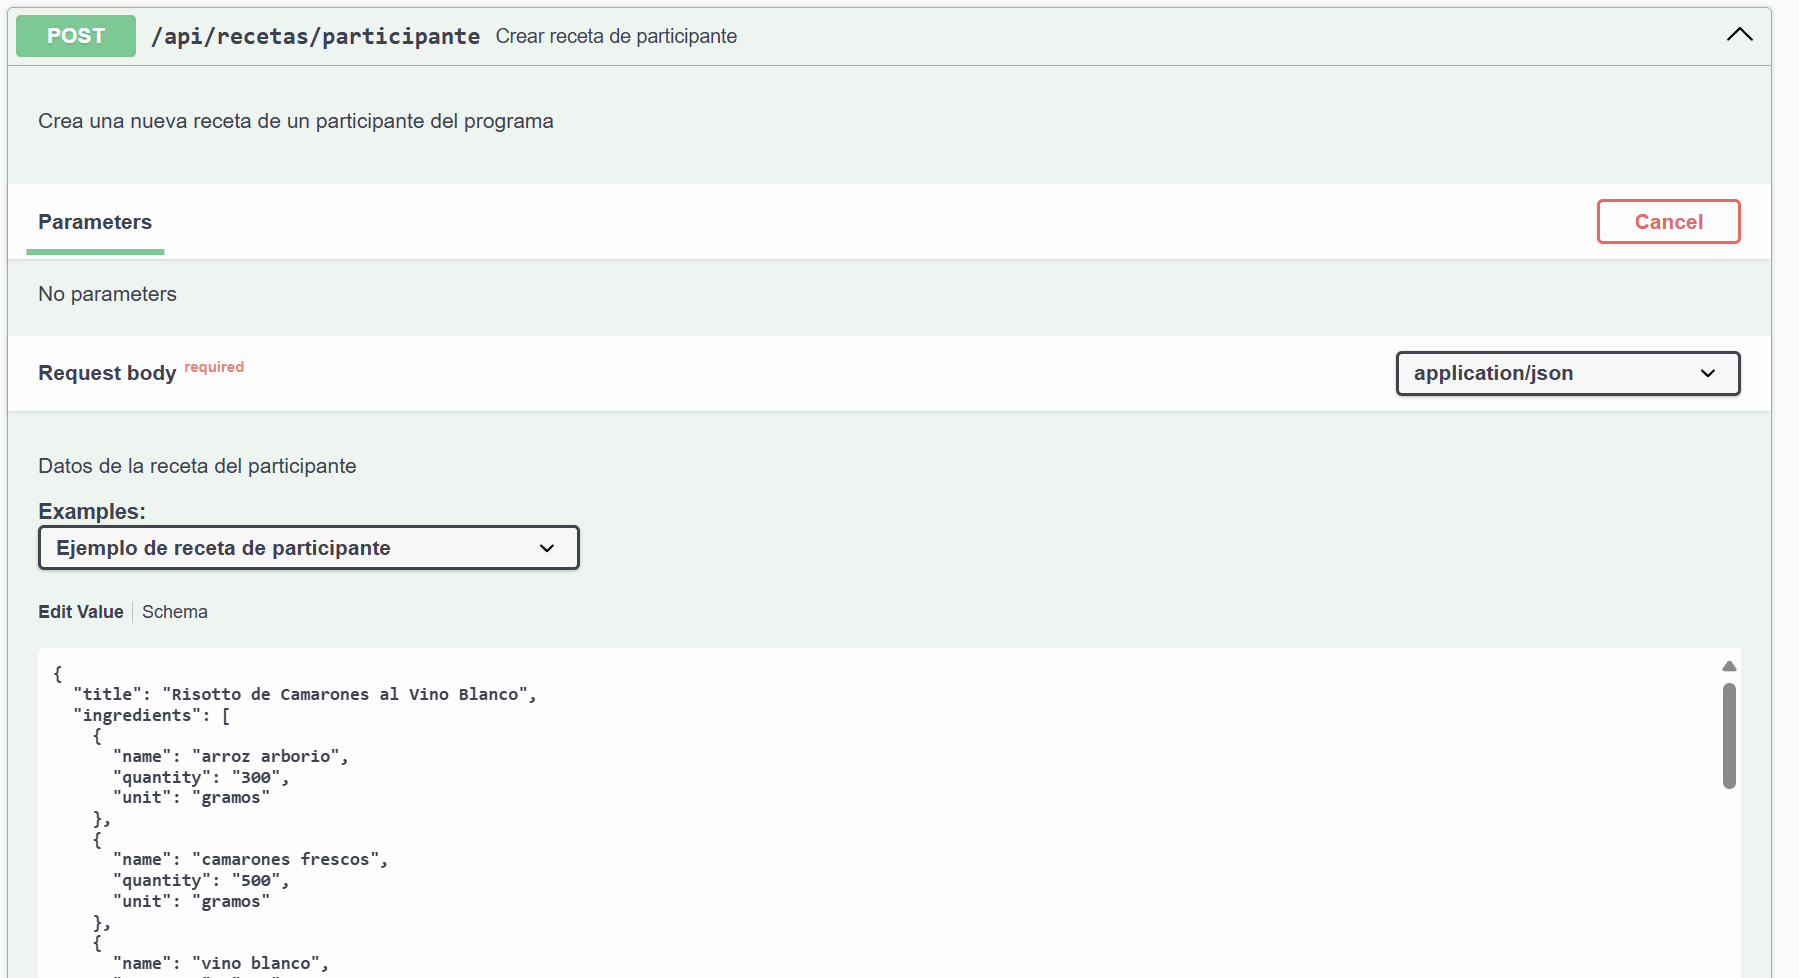 POST /api/recetas/participante Crear receta de participante
Crea una nueva receta de un participante del programa
Parameters Cancel
No parameters
Request body required application/json
Datos de la receta del participante
Examples:
Ejemplo de receta de participante
Edit Value Schema
{
  "title": "Risotto de Camarones al Vino Blanco",
  "ingredients": [
    {
      "name": "arroz arborio",
      "quantity": "300",
      "unit": "gramos"
    },
    {
      "name": "camarones frescos",
      "quantity": "500",
      "unit": "gramos"
    },
    {
      "name": "vino blanco",